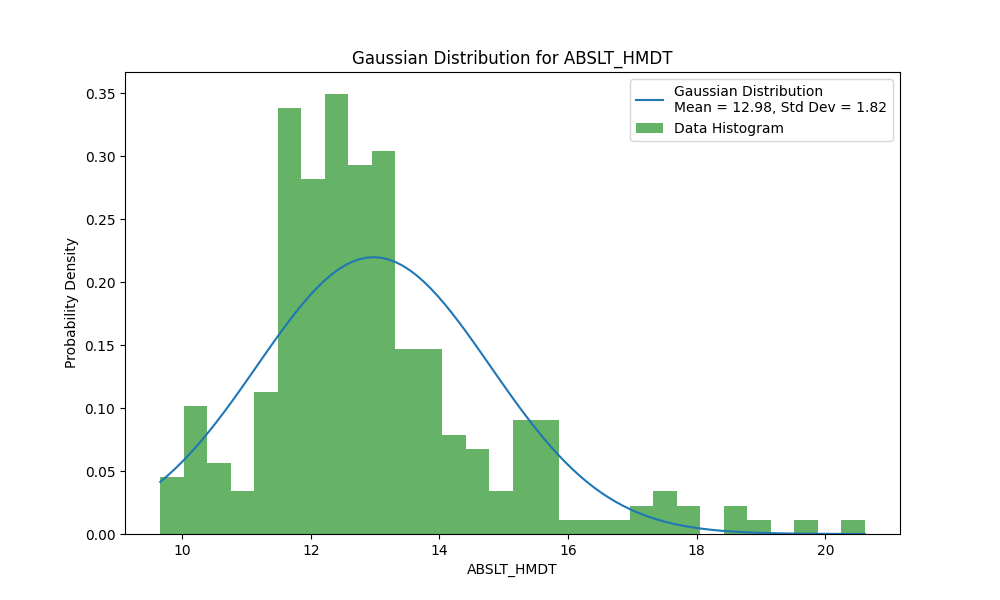 Gaussian Distribution for ABSLT_HMDT
Gaussian Distribution
Mean = 12.98, Std Dev = 1.82
Data Histogram
Probability Density
0.35
0.30
0.25
0.20
0.15
0.10
0.05
0.00
10 12 14 16 18 20
ABSLT_HMDT